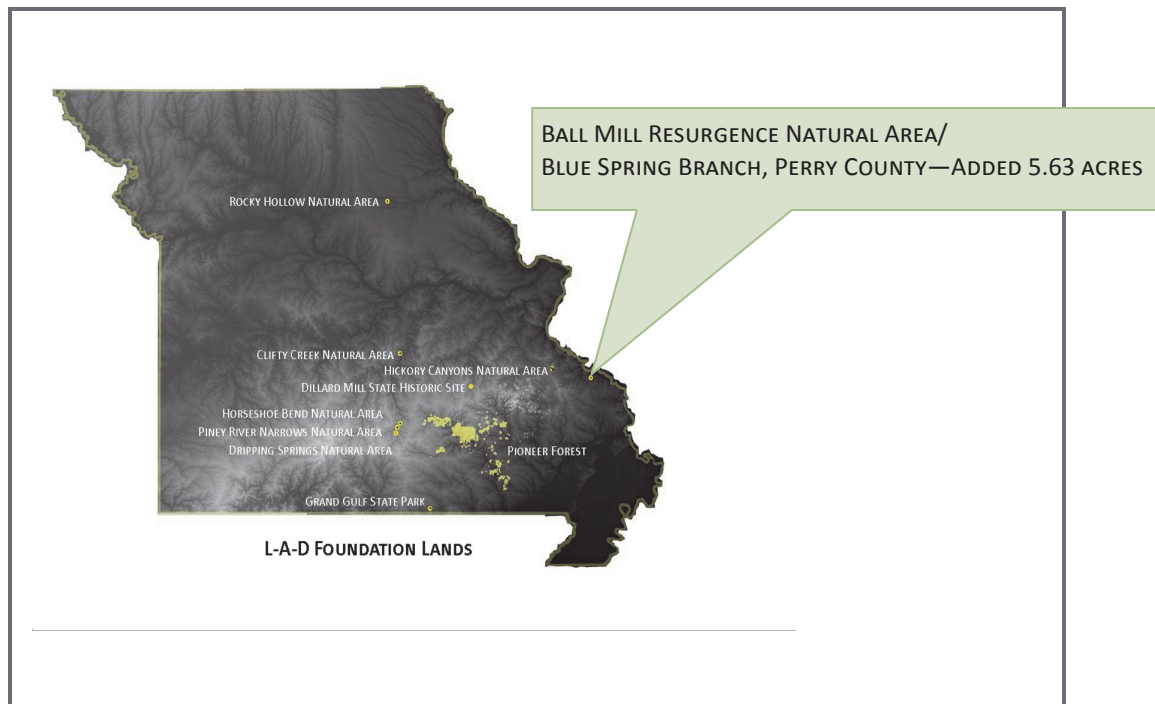 BALL MILL RESURGENCE NATURAL AREA/
BLUE SPRING BRANCH, PERRY COUNTY—ADDED 5.63 ACRES
ROCKY HOLLOW NATURAL AREA
CLIFTY CREEK NATURAL AREA
HICKORY CANYONS NATURAL AREA
DILLARD MILL STATE HISTORIC SITE
HORSESHOE BEND NATURAL AREA
PINEY RIVER NARROWS NATURAL AREA
DRIPPING SPRINGS NATURAL AREA
PIONEER FOREST
GRAND GULF STATE PARK
L-A-D FOUNDATION LANDS